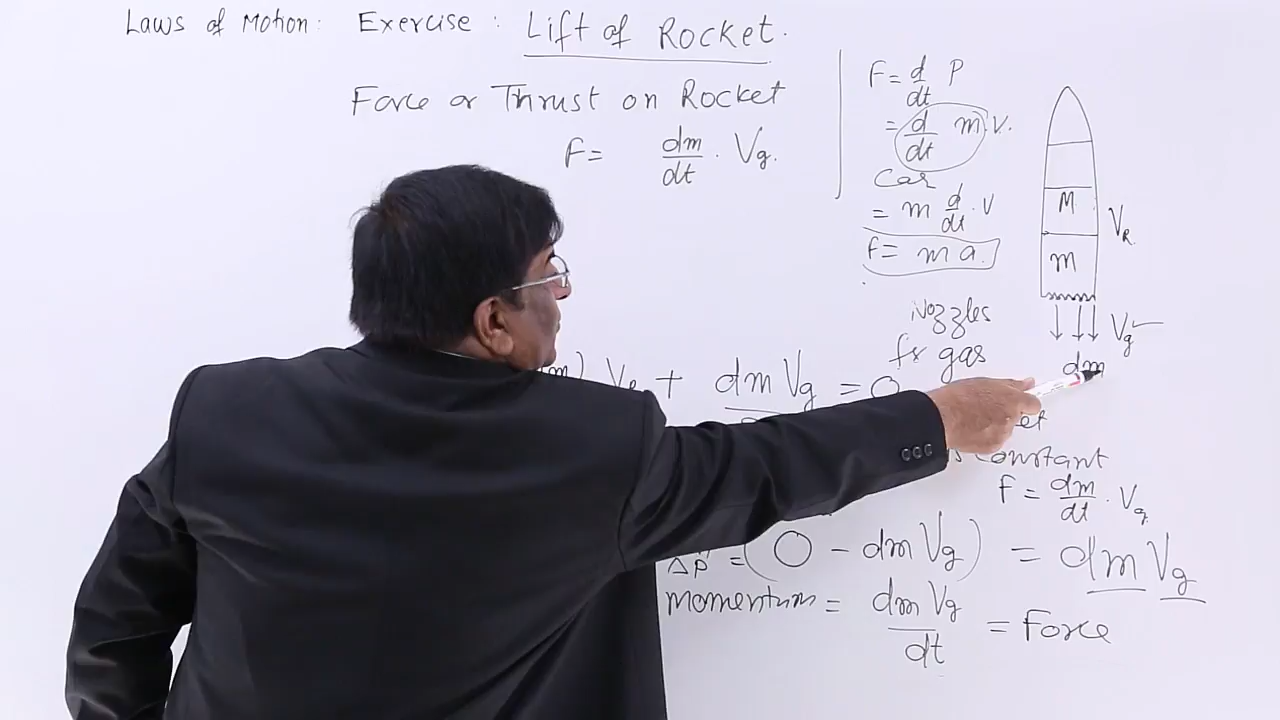 Laws of Motion: Exercise: Lift of Rocket.
Force or Thrust on Rocket
F = dm/dt . Vg.
F = d/dt P
= d/dt m.v.
Car
= m d/dt . v
f = m a.
M
VR
m
Nozzles
fr gas
Vg
dm
+ dm Vg = 0
constant
f = dm/dt . Vg
ΔP = (0 - dm Vg) = dm Vg
momentum = dm Vg/dt = Force